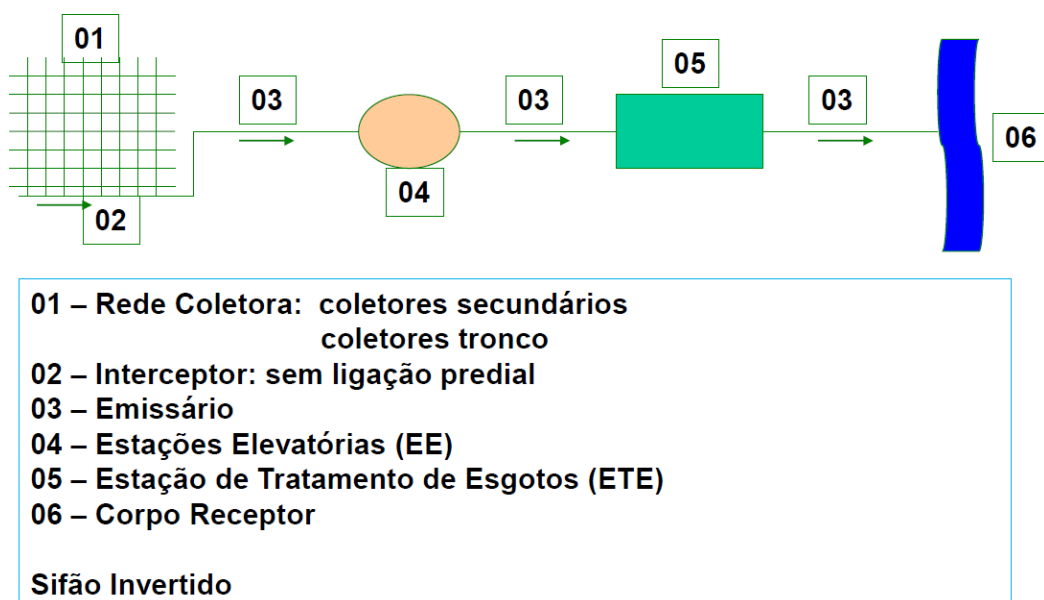 01
05
03
03
03
06
04
02
01 – Rede Coletora: coletores secundários
coletores tronco
02 – Interceptor: sem ligação predial
03 – Emissário
04 – Estações Elevatórias (EE)
05 – Estação de Tratamento de Esgotos (ETE)
06 – Corpo Receptor
Sifão Invertido